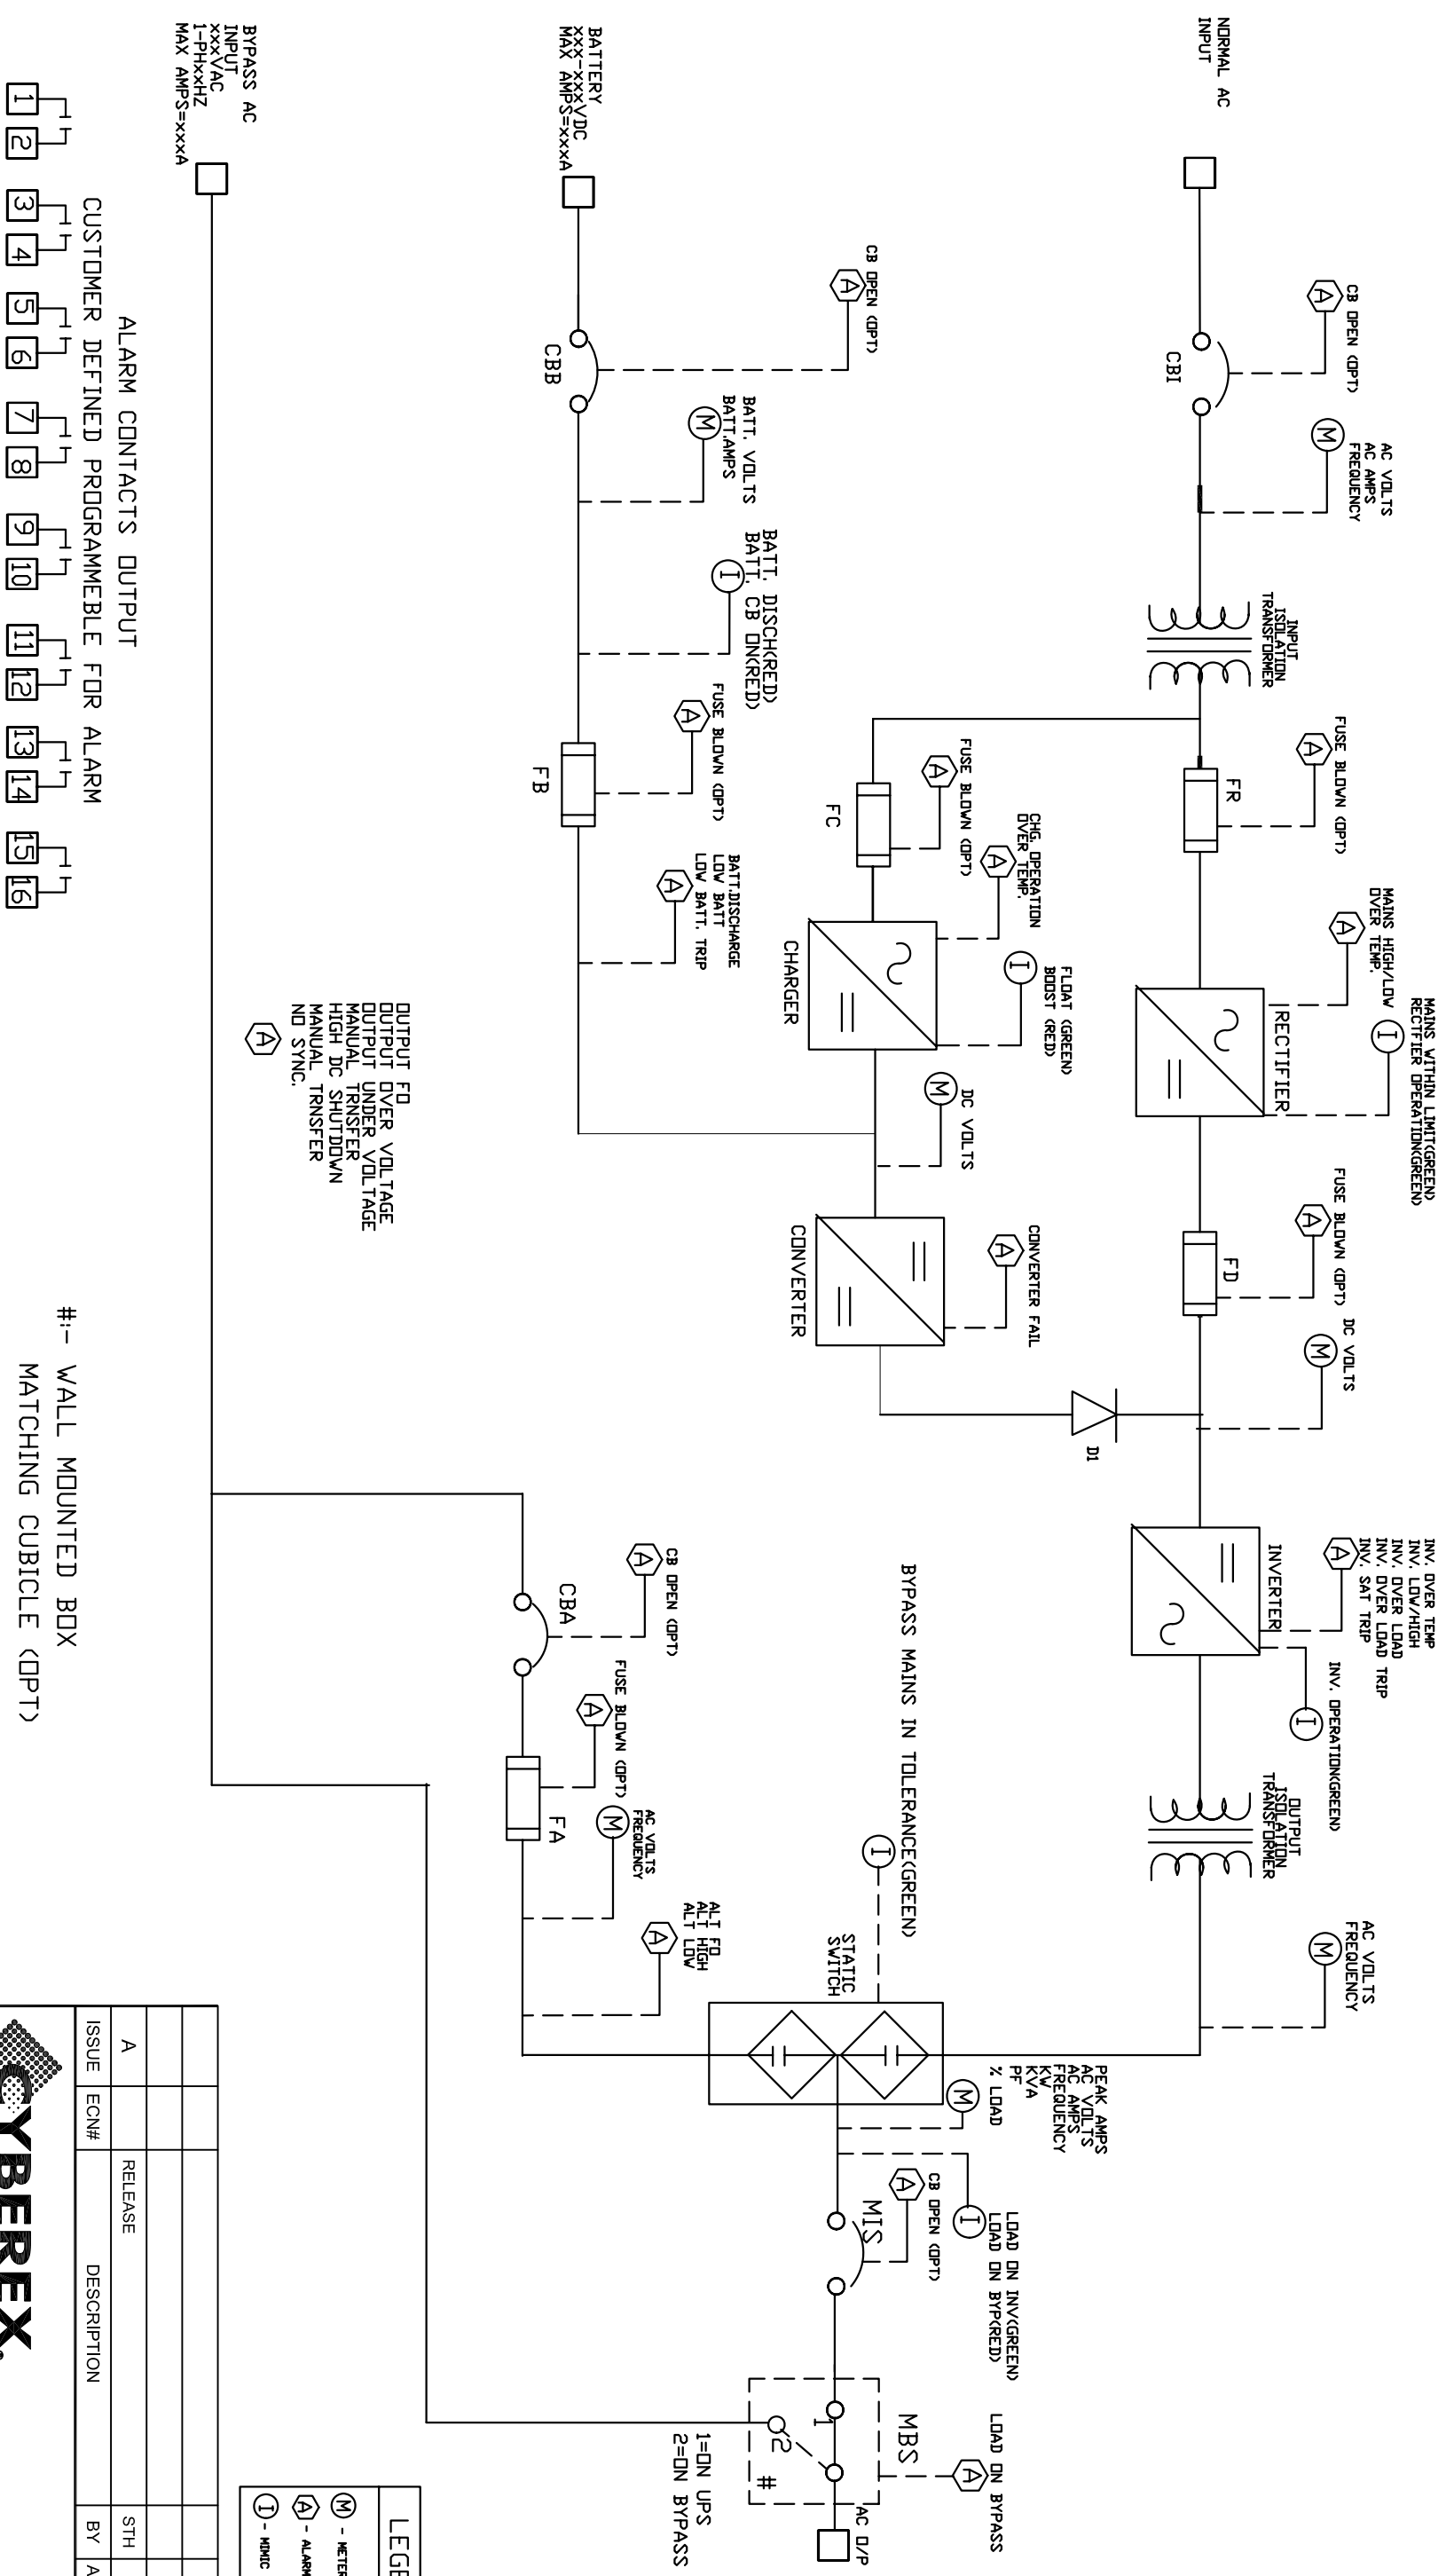 NORMAL AC
INPUT
CB OPEN (OPT)
A
CBI
AC VOLTS
AC AMPS
FREQUENCY
M
INPUT
ISOLATION
TRANSFORMER
FUSE BLOWN (OPT)
A
FR
MAINS HIGH/LOW
OVER TEMP.
A
MAINS WITHIN LIMIT(GREEN)
RECTFIER OPERATION(GREEN)
I
RECTIFIER
FUSE BLOWN (OPT)
A
FD
DC VOLTS
M
INV. OVER TEMP
INV. LOW/HIGH
INV. OVER LOAD
INV. OVER LOAD TRIP
INV. SAT TRIP
A
INVERTER
INV. OPERATION(GREEN)
I
OUTPUT
ISOLATION
TRANSFORMER
AC VOLTS
FREQUENCY
M
CB OPEN (OPT)
A
BATTERY
xxx-xxxVDC
MAX AMPS=xxxA
CBB
BATT. VOLTS
BATT.AMPS
M
BATT. DISCH(RED)
BATT. CB ON(RED)
I
FUSE BLOWN (OPT)
A
FB
BATT.DISCHARGE
LOW BATT
LOW BATT. TRIP
A
FUSE BLOWN (OPT)
A
FC
CHG. OPERATION
OVER TEMP.
A
FLOAT (GREEN)
BOOST (RED)
I
CHARGER
DC VOLTS
M
CONVERTER FAIL
A
CONVERTER
D1
BYPASS MAINS IN TOLERANCE(GREEN)
I
STATIC
SWITCH
PEAK AMPS
AC VOLTS
AC AMPS
FREQUENCY
KW
KVA
PF
% LOAD
M
LOAD ON INV(GREEN)
LOAD ON BYP(RED)
I
CB OPEN (OPT)
A
MIS
LOAD ON BYPASS
A
MBS
1
2
#
AC O/P
1=ON UPS
2=ON BYPASS
CB OPEN (OPT)
A
CBA
FUSE BLOWN (OPT)
A
FA
AC VOLTS
FREQUENCY
M
ALT FO
ALT HIGH
ALT LOW
A
OUTPUT FO
OUTPUT OVER VOLTAGE
OUTPUT UNDER VOLTAGE
MANUAL TRNSFER
HIGH DC SHUTDOWN
MANUAL TRNSFER
NO SYNC.
A
BYPASS AC
INPUT
xxxVAC
1-PHxxHZ
MAX AMPS=xxxA
ALARM CONTACTS OUTPUT
CUSTOMER DEFINED PROGRAMMEBLE FOR ALARM
1 2 3 4 5 6 7 8 9 10 11 12 13 14 15 16
#:- WALL MOUNTED BOX
MATCHING CUBICLE (OPT)
M - METER
A - ALARM
I - MIMIC
A RELEASE STH
ISSUE ECN# DESCRIPTION BY
CYBEREX